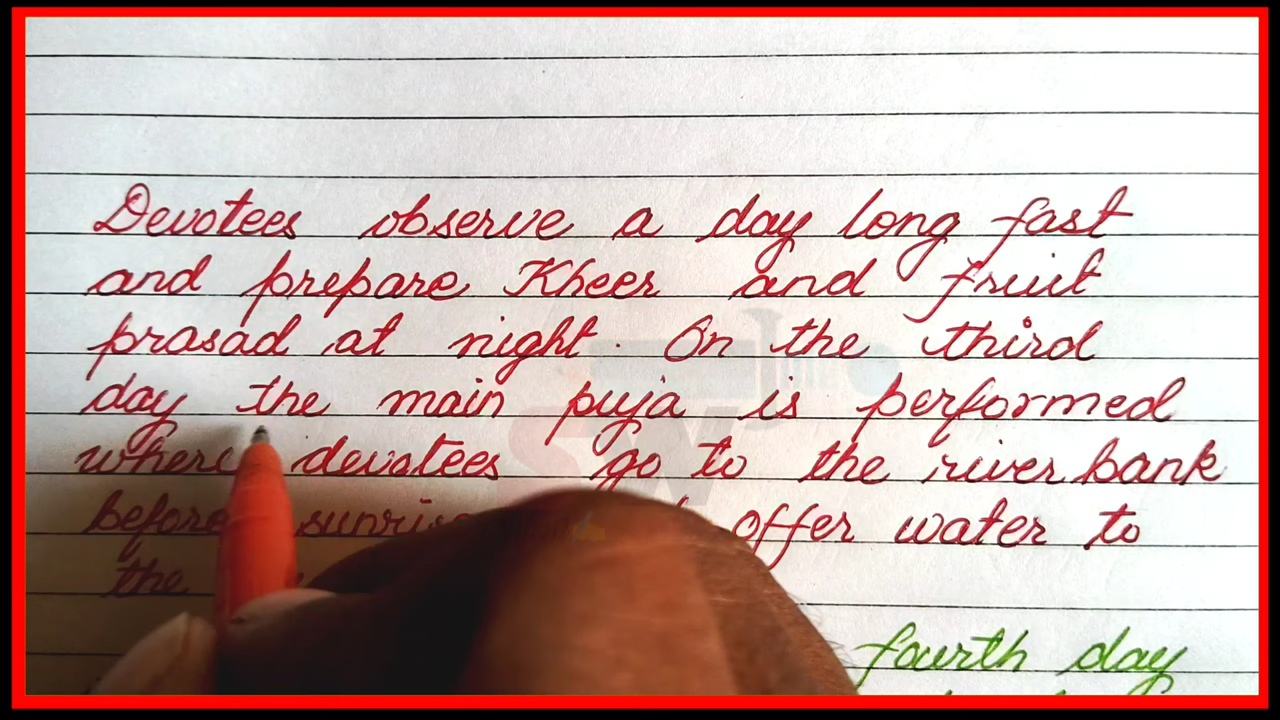 Devotees observe a day long fast
and prepare Kheer and fruit
prasad at night. On the third
day the main puja is performed
where devotees go to the river bank
before offer water to
the
fourth day